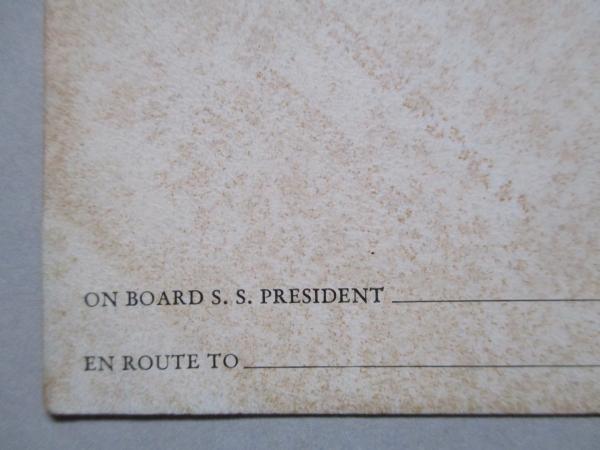 ON BOARD S. S. PRESIDENT
EN ROUTE TO